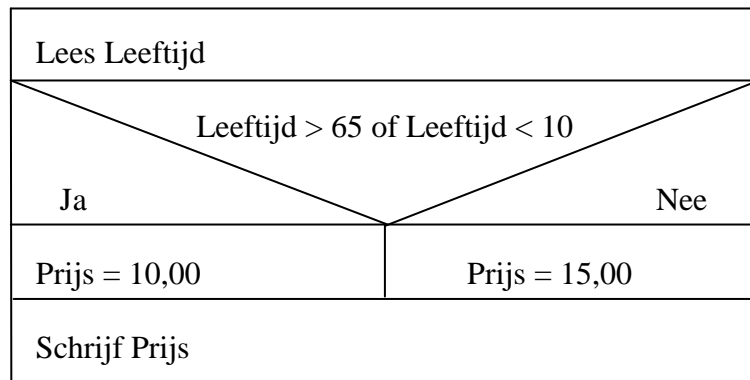 Lees Leeftijd
Leeftijd > 65 of Leeftijd < 10
Ja Nee
Prijs = 10,00 Prijs = 15,00
Schrijf Prijs